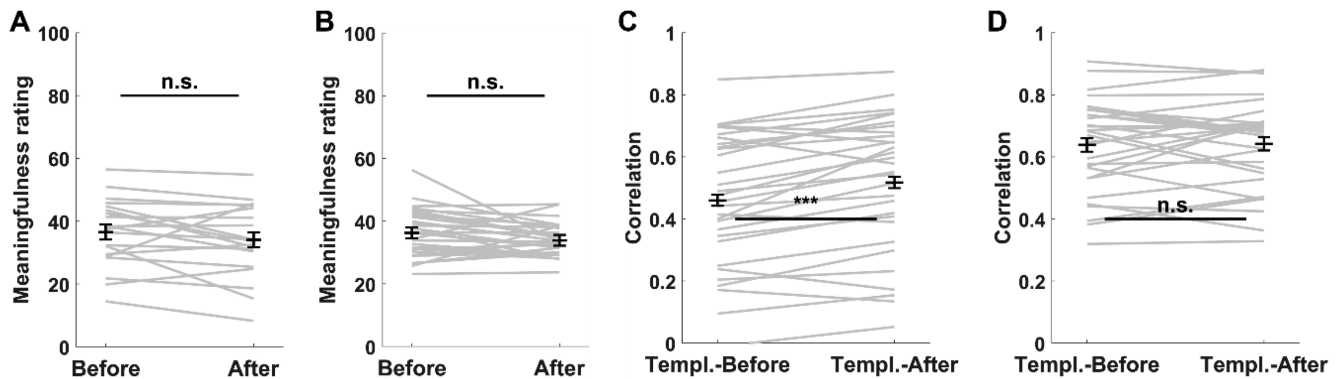 A
Meaningfulness rating
100
80
60
40
20
0
n.s.
Before
After
B
Meaningfulness rating
100
80
60
40
20
0
n.s.
Before
After
C
Correlation
1
0.8
0.6
0.4
0.2
0
***
Templ.-Before
Templ.-After
D
Correlation
1
0.8
0.6
0.4
0.2
0
n.s.
Templ.-Before
Templ.-After